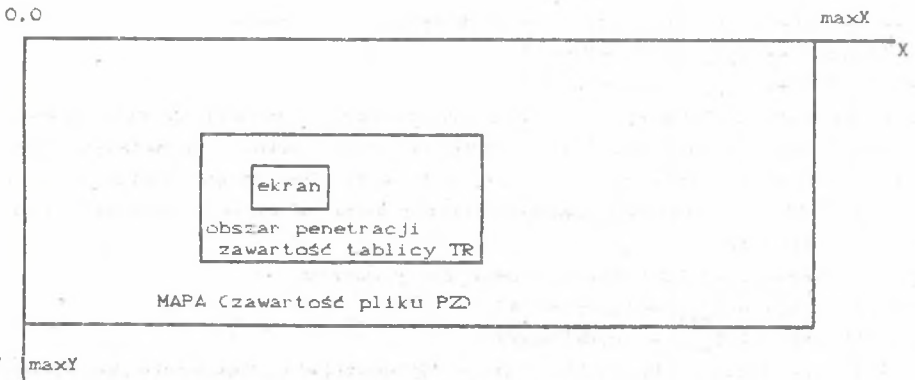 0.0 maxX
X
ekran
obszar penetracji
zawartość tablicy TR
MAPA (zawartość pliku PZ)
maxY